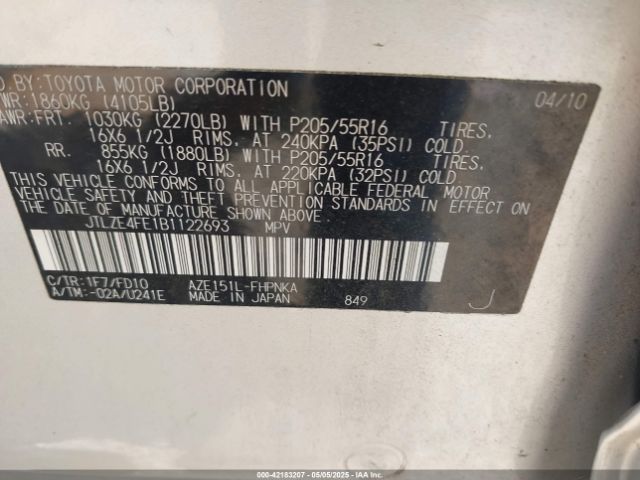 D. BY: TOYOTA MOTOR CORPORATION 04/10
WR: 1860KG (4105LB)
AWR: FRT. 1030KG (2270LB) WITH P205/55R16 TIRES,
16X6 1/2J RIMS, AT 240KPA (35PSI) COLD.
RR. 855KG (1880LB) WITH P205/55R16 TIRES,
16X6 1/2J RIMS, AT 220KPA (32PSI) COLD.
THIS VEHICLE CONFORMS TO ALL APPLICABLE FEDERAL MOTOR
VEHICLE SAFETY AND THEFT PREVENTION STANDARDS IN EFFECT ON
THE DATE OF MANUFACTURE SHOWN ABOVE.
JTLZE4FE1B1122693 MPV
C/TR: 1F7/FD10 AZE151L-FHPNKA
A/TM: -02A/U241E MADE IN JAPAN 849 J
000-42183207 05/05/2025 IAAI.COM